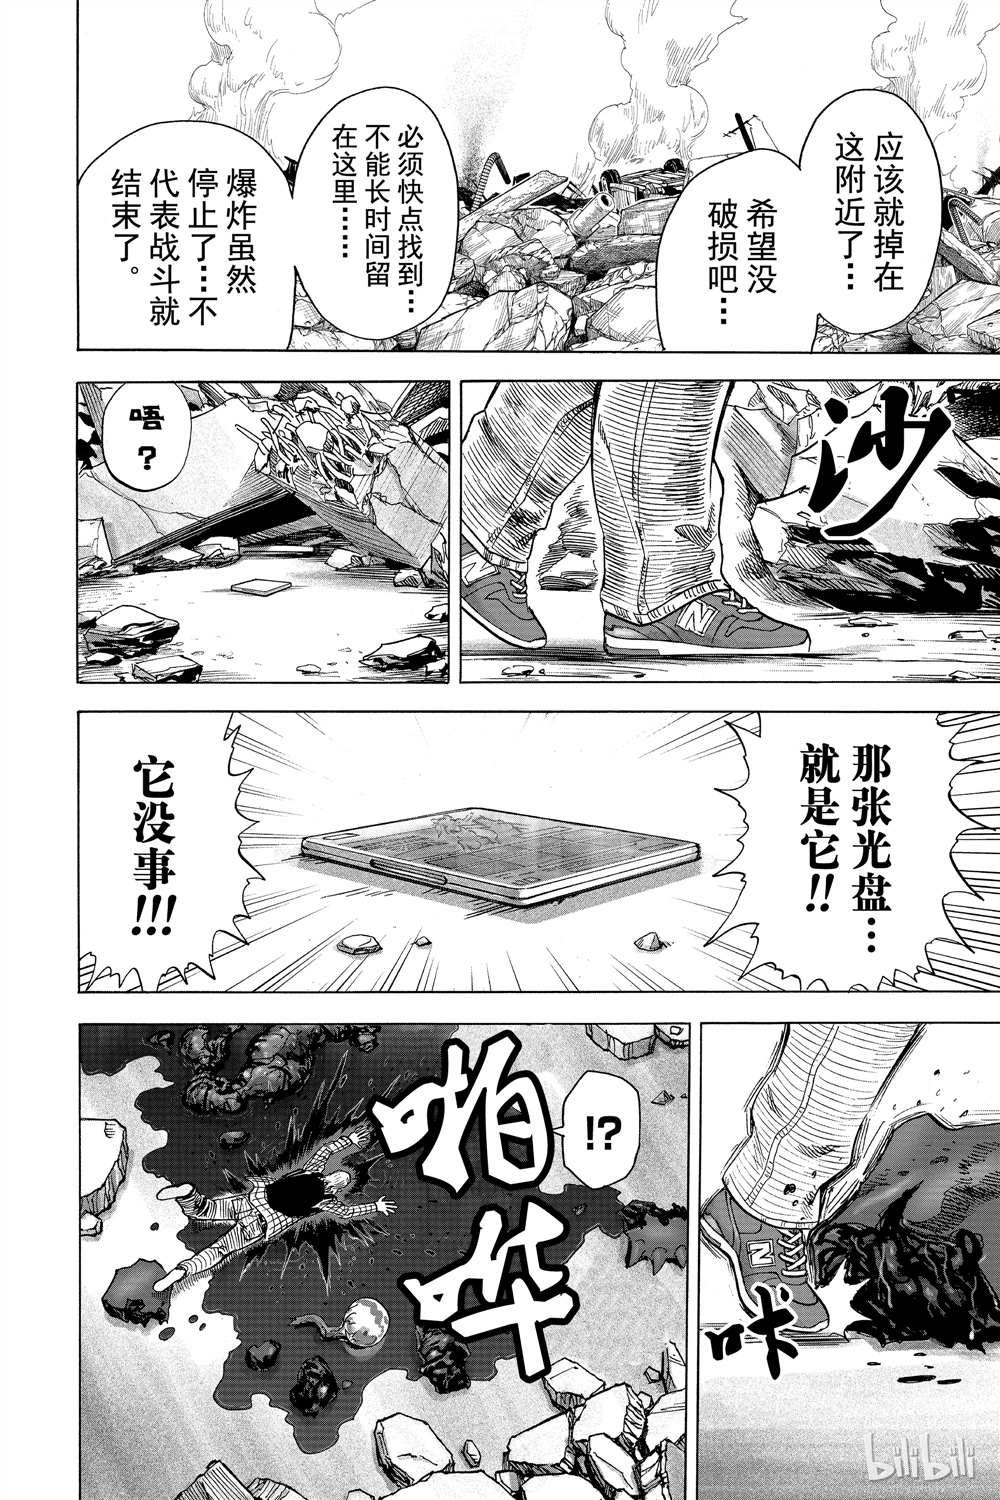 应该就掉在
这附近了…
希望没
破损吧…
必须快点找到…
不能长时间留
在这里……
爆炸虽然
停止了…不
代表战斗就
结束了。
沙
N
N
唔
?
那张光盘…
就是它!!
它没事!!!
N
咔
!?
啪
哗
bilibili